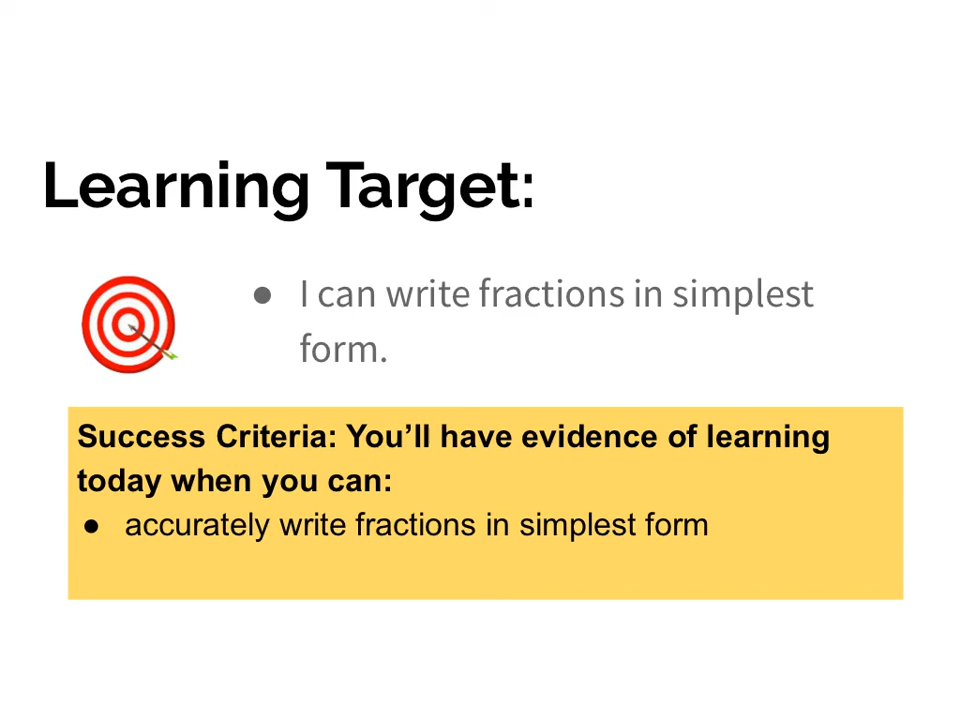 Learning Target:
● I can write fractions in simplest
form.
Success Criteria: You’ll have evidence of learning
today when you can:
● accurately write fractions in simplest form